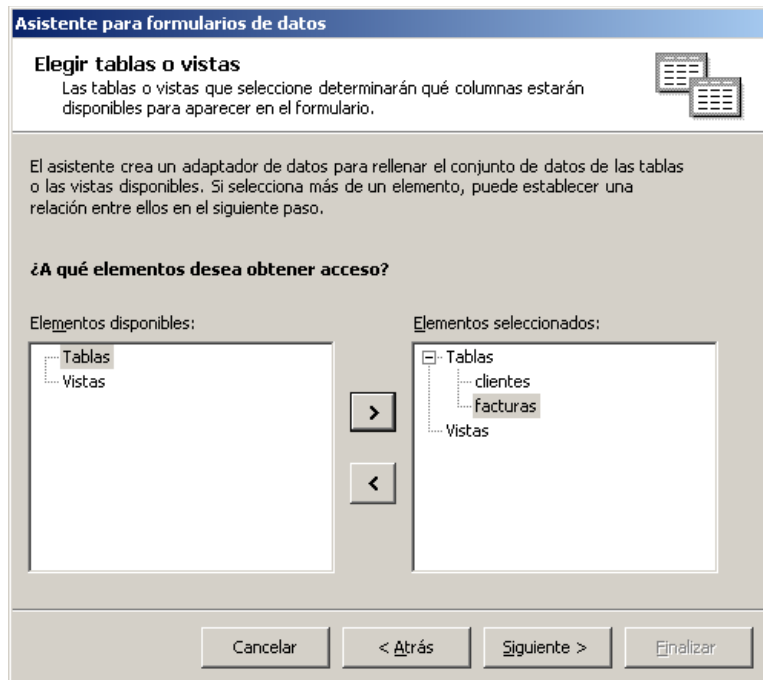 Asistente para formularios de datos
Elegir tablas o vistas
Las tablas o vistas que seleccione determinarán qué columnas estarán
disponibles para aparecer en el formulario.
El asistente crea un adaptador de datos para rellenar el conjunto de datos de las tablas
o las vistas disponibles. Si selecciona más de un elemento, puede establecer una
relación entre ellos en el siguiente paso.
¿A qué elementos desea obtener acceso?
Elementos disponibles:
Tablas
Vistas
>
<
Elementos seleccionados:
Tablas
clientes
facturas
Vistas
Cancelar
< Atrás
Siguiente >
Finalizar